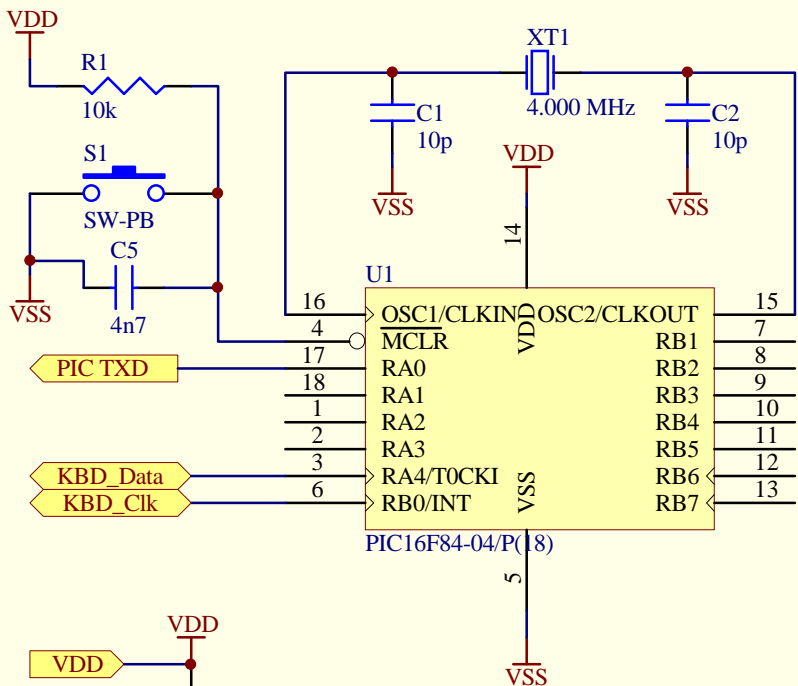 VDD
R1
10k
S1
SW-PB
C5
4n7
VSS
XT1
4.000 MHz
C1
10p
VSS
C2
10p
VSS
VDD
14
U1
16 OSC1/CLKIN VDD OSC2/CLKOUT 15
4 MCLR RB1 7
PIC TXD 17 RA0 RB2 8
18 RA1 RB3 9
1 RA2 RB4 10
2 RA3 RB5 11
KBD_Data 3 RA4/T0CKI VSS RB6 12
KBD_Clk 6 RB0/INT RB7 13
PIC16F84-04/P(18)
5
VSS
VDD
VDD